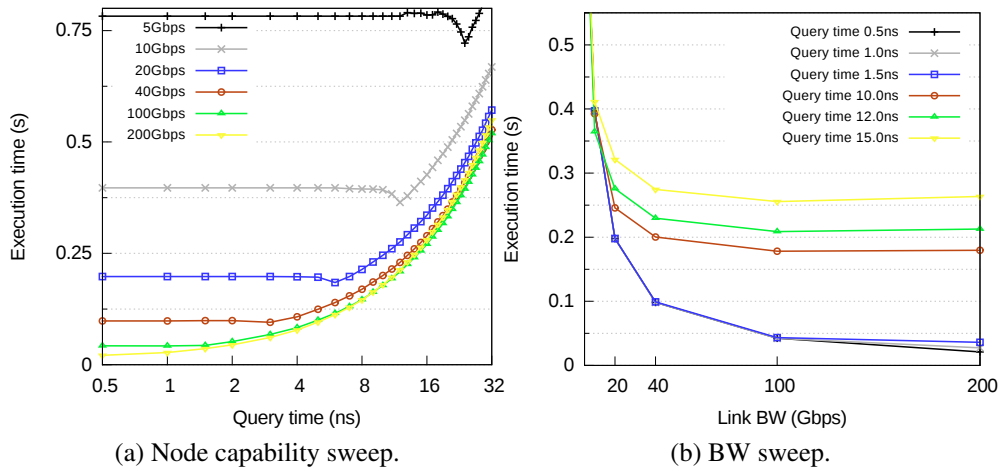 Execution time (s)
0.75
0.5
0.25
0
5Gbps
10Gbps
20Gbps
40Gbps
100Gbps
200Gbps
0.5 1 2 4 8 16 32
Query time (ns)
(a) Node capability sweep.
Execution time (s)
0.5
0.4
0.3
0.2
0.1
0
Query time 0.5ns
Query time 1.0ns
Query time 1.5ns
Query time 10.0ns
Query time 12.0ns
Query time 15.0ns
20 40 100 200
Link BW (Gbps)
(b) BW sweep.